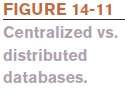 FIGURE 14-11
Centralized vs.
distributed
databases.